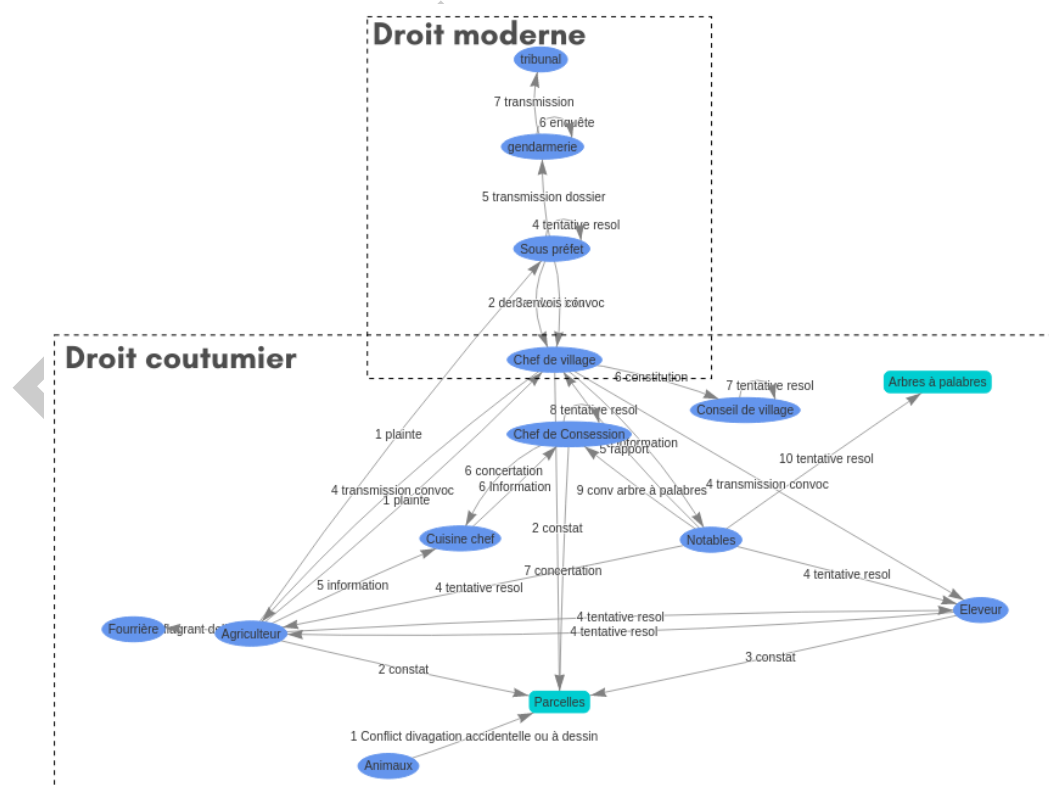 Droit moderne
tribunal
7 transmission
6 enquête
gendarmerie
5 transmission dossier
4 tentative resol
Sous préfet
convoc
Droit coutumier
Chef de village
6 constitution
Arbres à palabres
7 tentative resol
Conseil de village
8 tentative resol
1 plainte
Chef de Consession
information
5 rapport
10 tentative resol
6 concertation
6 Information
4 transmission convoc
9 conv arbre à palabres
4 transmission convoc
1 plainte
2 constat
Cuisine chef
Notables
7 concertation
4 tentative resol
5 information
4 tentative resol
Eleveur
4 tentative resol
Fourrière
Agriculteur
4 tentative resol
3 constat
2 constat
Parcelles
1 Conflict divagation accidentelle ou à dessin
Animaux